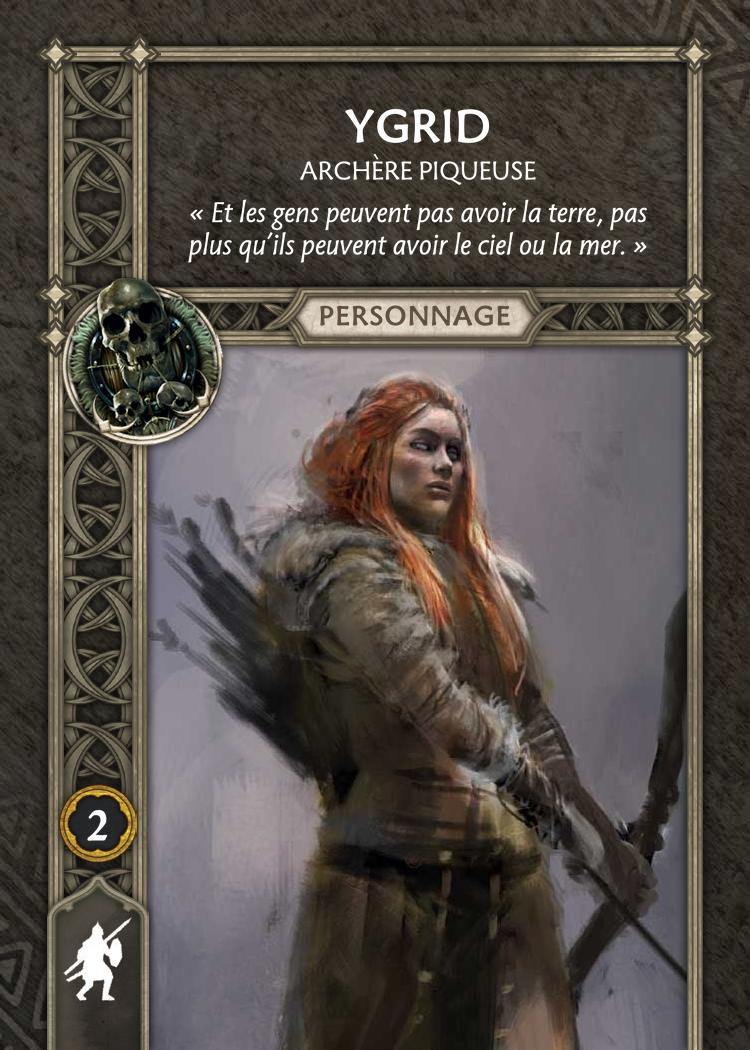 YGRID
ARCHÈRE PIQUEUSE
« Et les gens peuvent pas avoir la terre, pas
plus qu'ils peuvent avoir le ciel ou la mer. »
PERSONNAGE
2